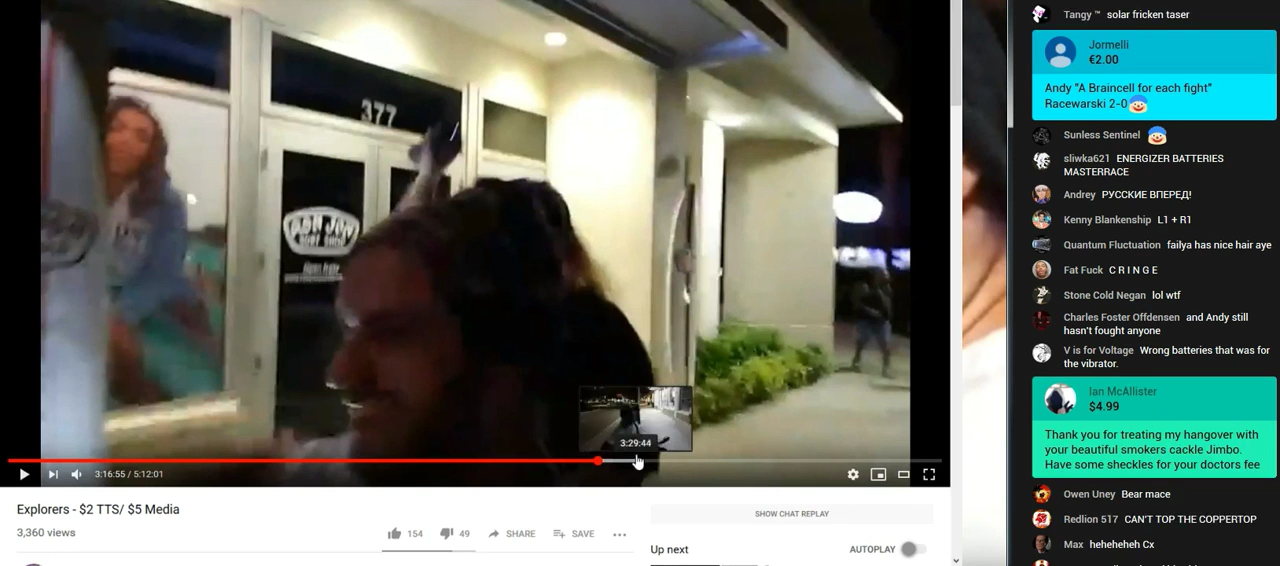 377
RON JON
SURF SHOP
3:29:44
3:16:55 / 5:12:01
Explorers - $2 TTS/ $5 Media
3,360 views
154
49
SHARE
SAVE
SHOW CHAT REPLAY
Up next
AUTOPLAY
Tangy ™ solar fricken taser
Jormelli
€2.00
Andy "A Braincell for each fight"
Racewarski 2-0
Sunless Sentinel
sliwka621 ENERGIZER BATTERIES
MASTERRACE
Andrey РУССКИЕ ВПЕРЕД!
Kenny Blankenship L1 + R1
Quantum Fluctuation failya has nice hair aye
Fat Fuck C R I N G E
Stone Cold Negan lol wtf
Charles Foster Offdensen and Andy still
hasn't fought anyone
V is for Voltage Wrong batteries that was for
the vibrator.
Ian McAllister
$4.99
Thank you for treating my hangover with
your beautiful smokers cackle Jimbo.
Have some sheckles for your doctors fee
Owen Uney Bear mace
Redlion 517 CAN'T TOP THE COPPERTOP
Max heheheheh Cx